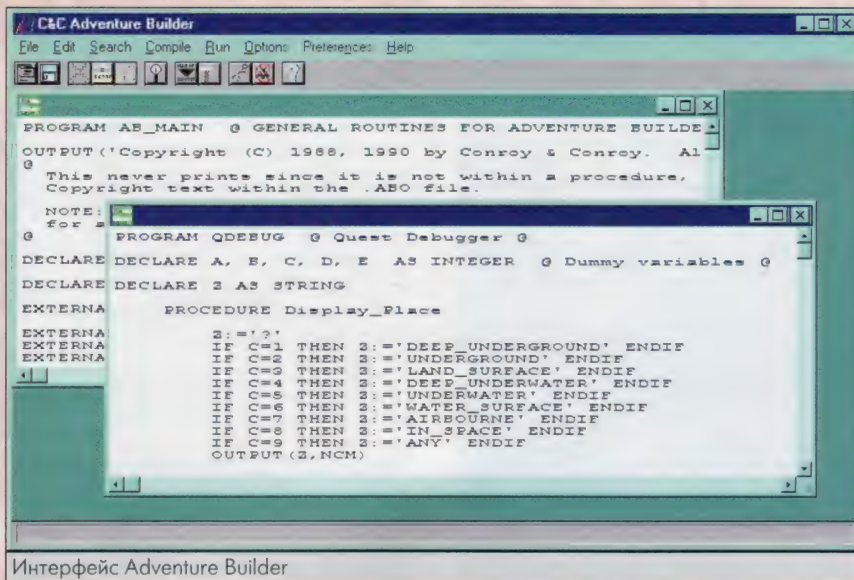 C&C Adventure Builder
File Edit Search Compile Run Options Preferences Help
PROGRAM AB_MAIN @ GENERAL ROUTINES FOR ADVENTURE BUILDE
OUTPUT('Copyright (C) 1988, 1990 by Conroy & Conroy. Al
@
This never prints since it is not within a procedure,
Copyright text within the .ABO file.
NOTE:
for a
@
DECLARE
DECLARE
EXTERNA
EXTERNA
EXTERNA
EXTERNA
PROGRAM QDEBUG @ Quest Debugger @
DECLARE A, B, C, D, E AS INTEGER @ Dummy variables @
DECLARE Z AS STRING
PROCEDURE Display_Place
Z:='?'
IF C=1 THEN Z:='DEEP_UNDERGROUND' ENDIF
IF C=2 THEN Z:='UNDERGROUND' ENDIF
IF C=3 THEN Z:='LAND_SURFACE' ENDIF
IF C=4 THEN Z:='DEEP_UNDERWATER' ENDIF
IF C=5 THEN Z:='UNDERWATER' ENDIF
IF C=6 THEN Z:='WATER_SURFACE' ENDIF
IF C=7 THEN Z:='AIRBOURNE' ENDIF
IF C=8 THEN Z:='IN_SPACE' ENDIF
IF C=9 THEN Z:='ANY' ENDIF
OUTPUT(Z,NCM)
Интерфейс Adventure Builder